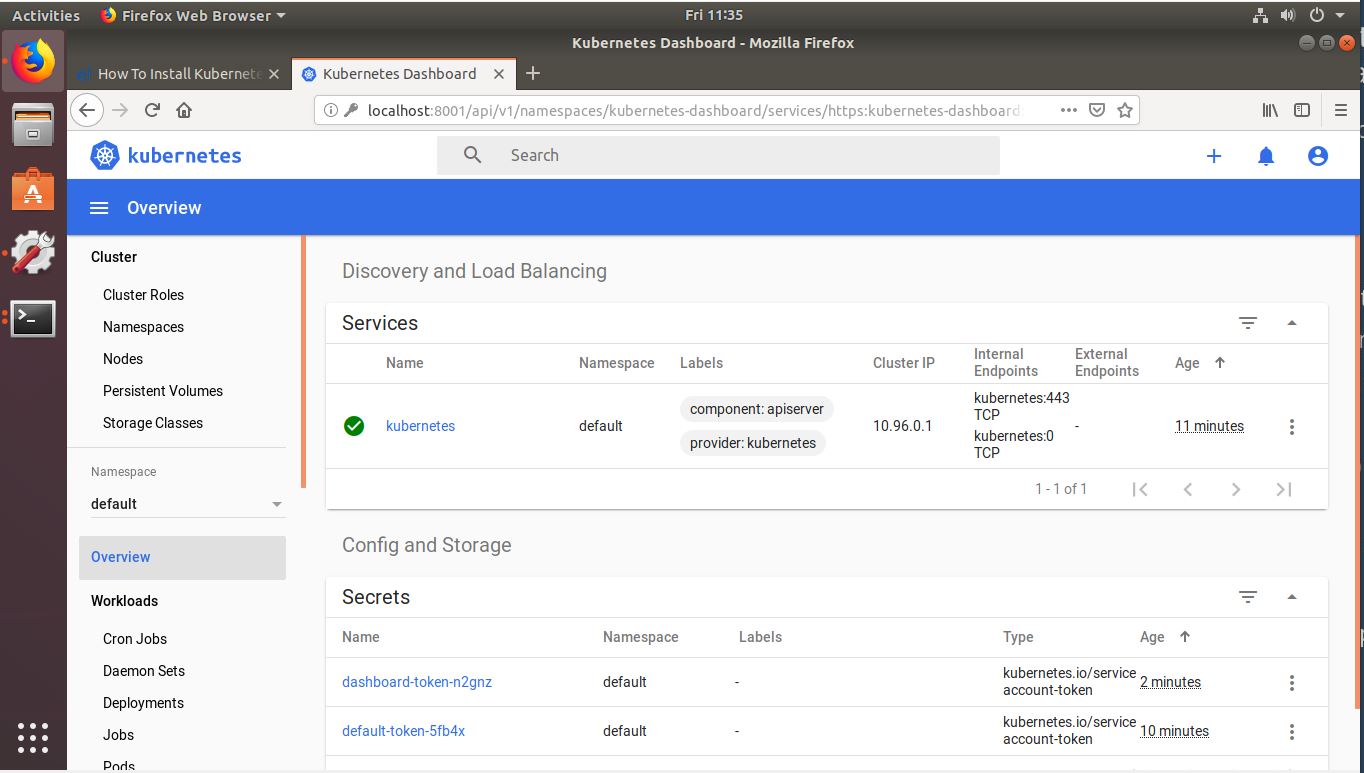 Activities Firefox Web Browser Fri 11:35
Kubernetes Dashboard - Mozilla Firefox
How To Install Kubernete Kubernetes Dashboard
localhost:8001/api/v1/namespaces/kubernetes-dashboard/services/https:kubernetes-dashboard:
kubernetes Search
Overview
Cluster
Cluster Roles
Namespaces
Nodes
Persistent Volumes
Storage Classes
Namespace
default
Overview
Workloads
Cron Jobs
Daemon Sets
Deployments
Jobs
Pods
Discovery and Load Balancing
Services
Name Namespace Labels Cluster IP Internal Endpoints External Endpoints Age
kubernetes default component: apiserver provider: kubernetes 10.96.0.1 kubernetes:443 TCP kubernetes:0 TCP - 11 minutes
1 - 1 of 1
Config and Storage
Secrets
Name Namespace Labels Type Age
dashboard-token-n2gnz default - kubernetes.io/service account-token 2 minutes
default-token-5fb4x default - kubernetes.io/service account-token 10 minutes